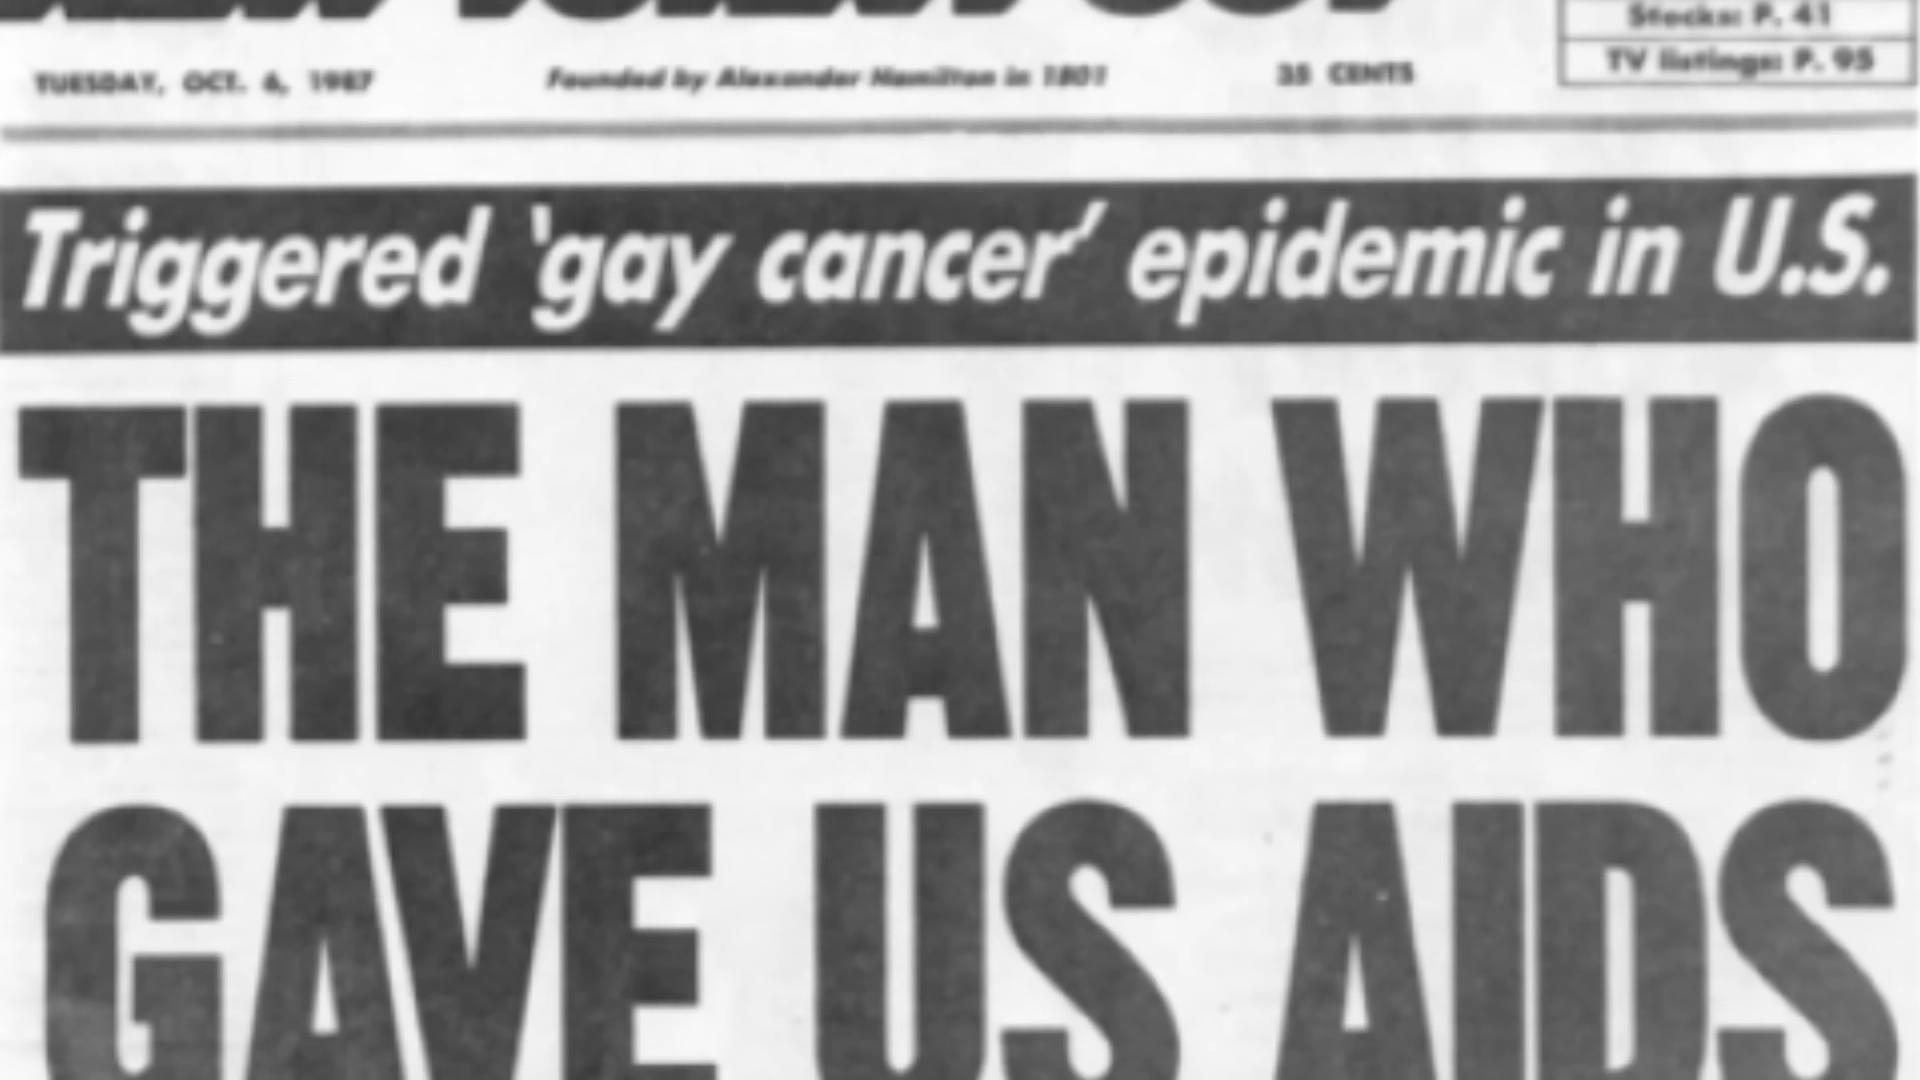 Stocks: P. 41
TV listings: P. 95
TUESDAY, OCT. 6, 1987 Founded by Alexander Hamilton in 1801 35 CENTS
Triggered 'gay cancer' epidemic in U.S.
THE MAN WHO
GAVE US AIDS